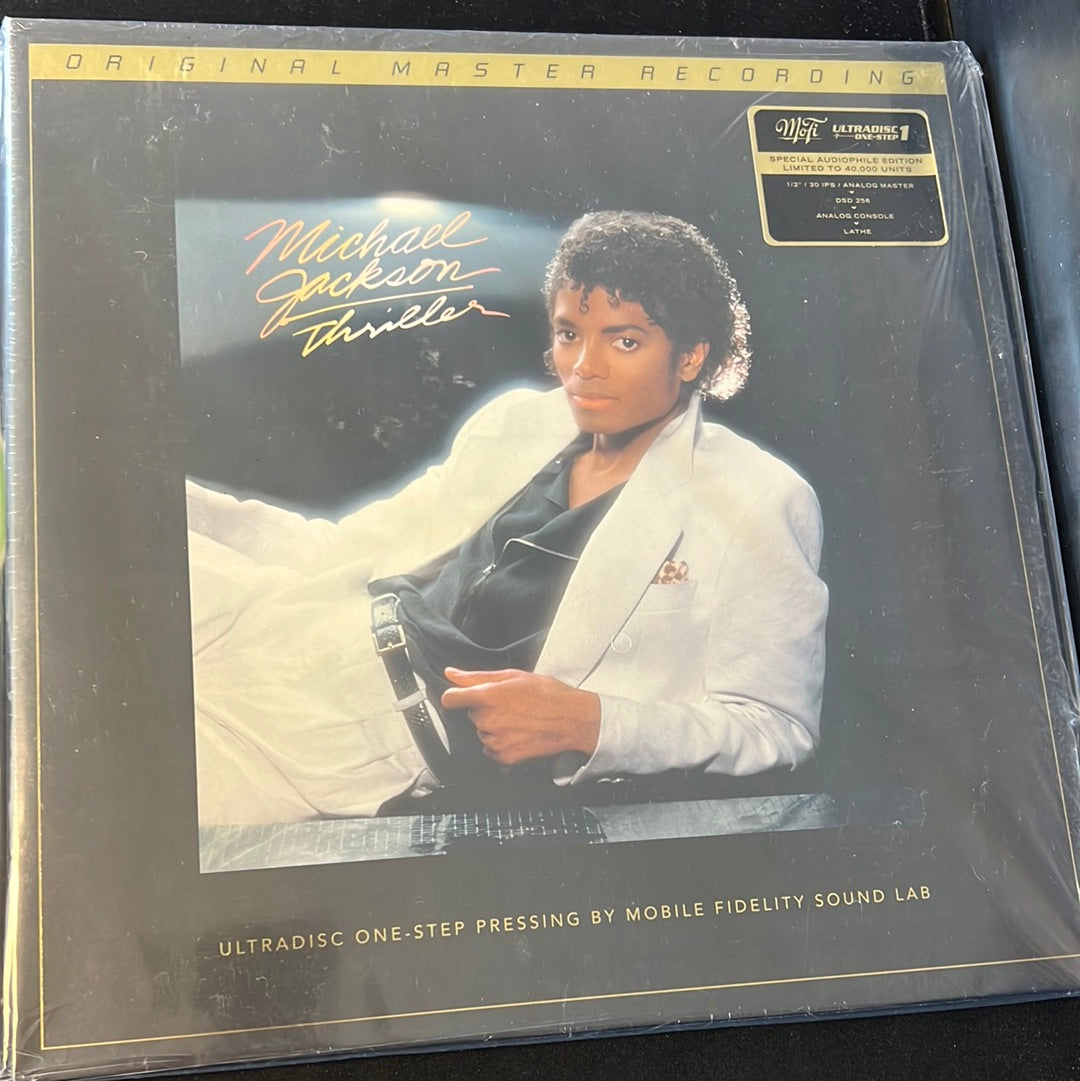 ORIGINAL MASTER RECORDING
MoFi ULTRADISC ONE-STEP 1
SPECIAL AUDIOPHILE EDITION
LIMITED TO 40,000 UNITS
1/2" / 30 IPS / ANALOG MASTER
DSD 256
ANALOG CONSOLE
LATHE
Michael
Jackson
Thriller
ULTRADISC ONE-STEP PRESSING BY MOBILE FIDELITY SOUND LAB